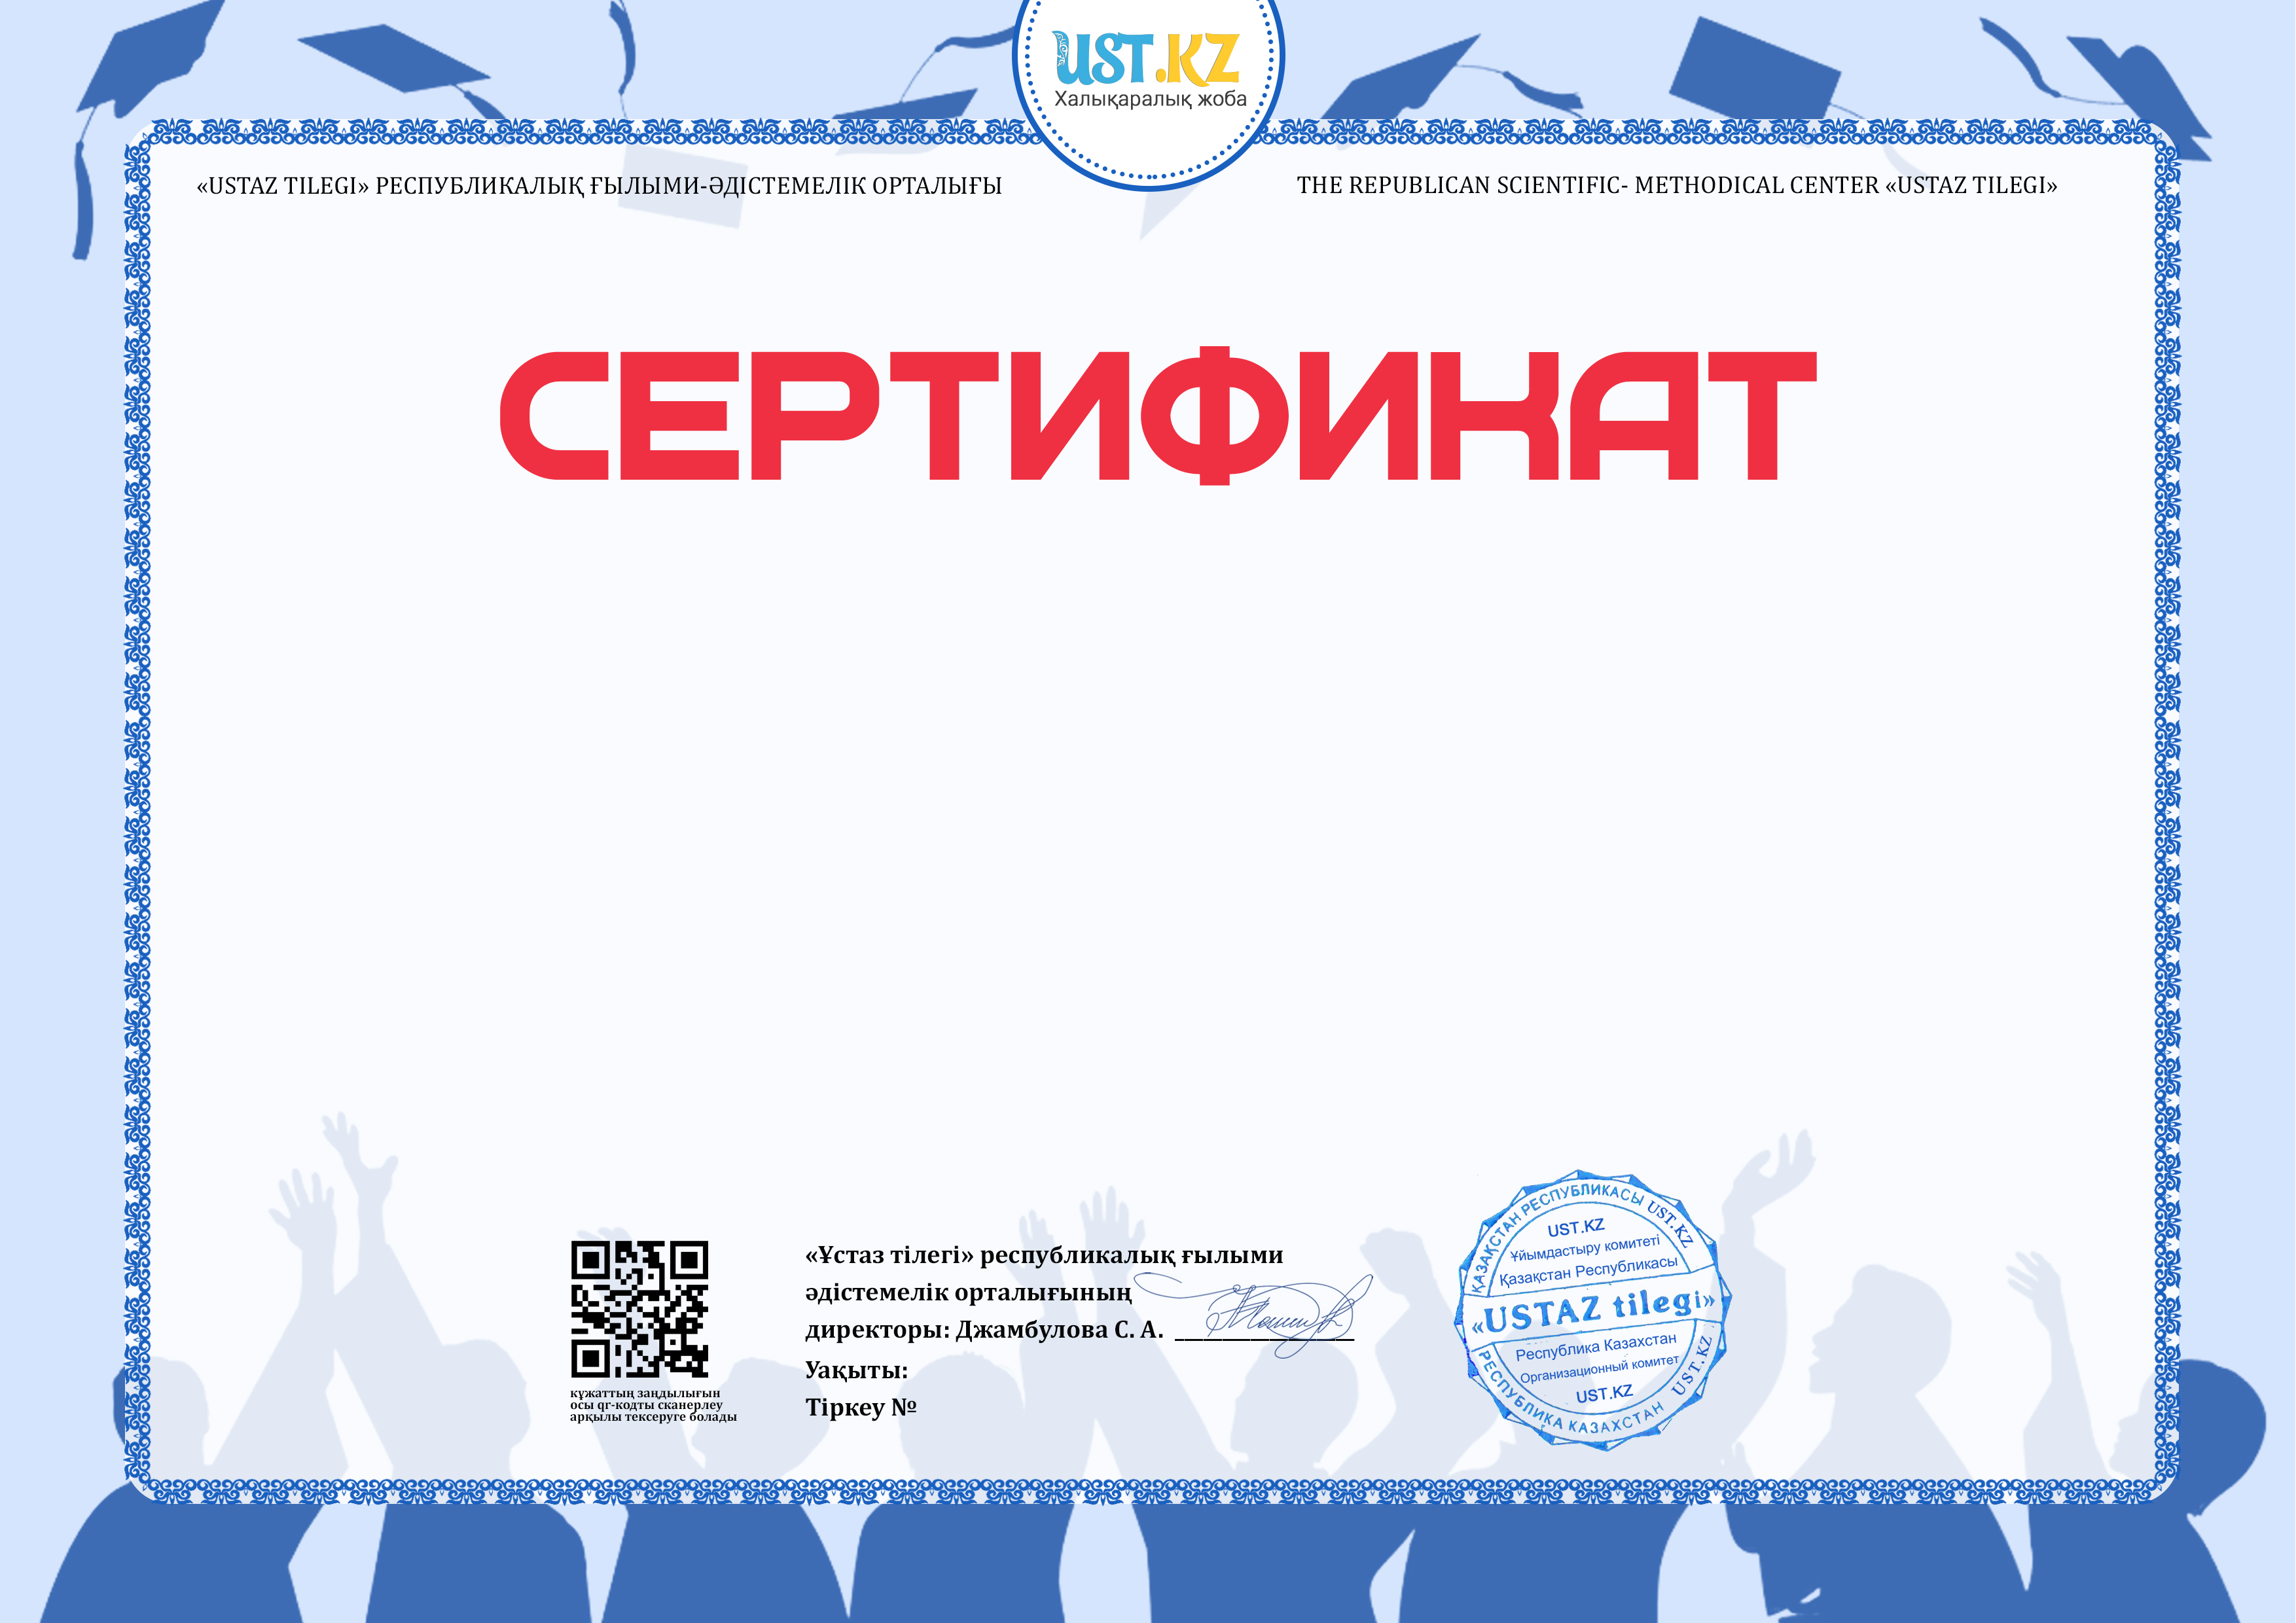 UST.KZ
Халықаралық жоба
«USTAZ TILEGI» РЕСПУБЛИКАЛЫҚ ҒЫЛЫМИ-ӘДІСТЕМЕЛІК ОРТАЛЫҒЫ
THE REPUBLICAN SCIENTIFIC- METHODICAL CENTER «USTAZ TILEGI»
СЕРТИФИКАТ
«Ұстаз тілегі» республикалық ғылыми
әдістемелік орталығының
директоры: Джамбулова С. А.
Уақыты:
Тіркеу №
құжаттың заңдылығын
осы qr-кодты сканерлеу
арқылы тексеруге болады
ҚАЗАҚСТАН РЕСПУБЛИКАСЫ UST.KZ
UST.KZ
Ұйымдастыру комитеті
Қазақстан Республикасы
«USTAZ tilegi»
Республика Казахстан
Организационный комитет
UST.KZ
РЕСПУБЛИКА КАЗАХСТАН UST.KZ